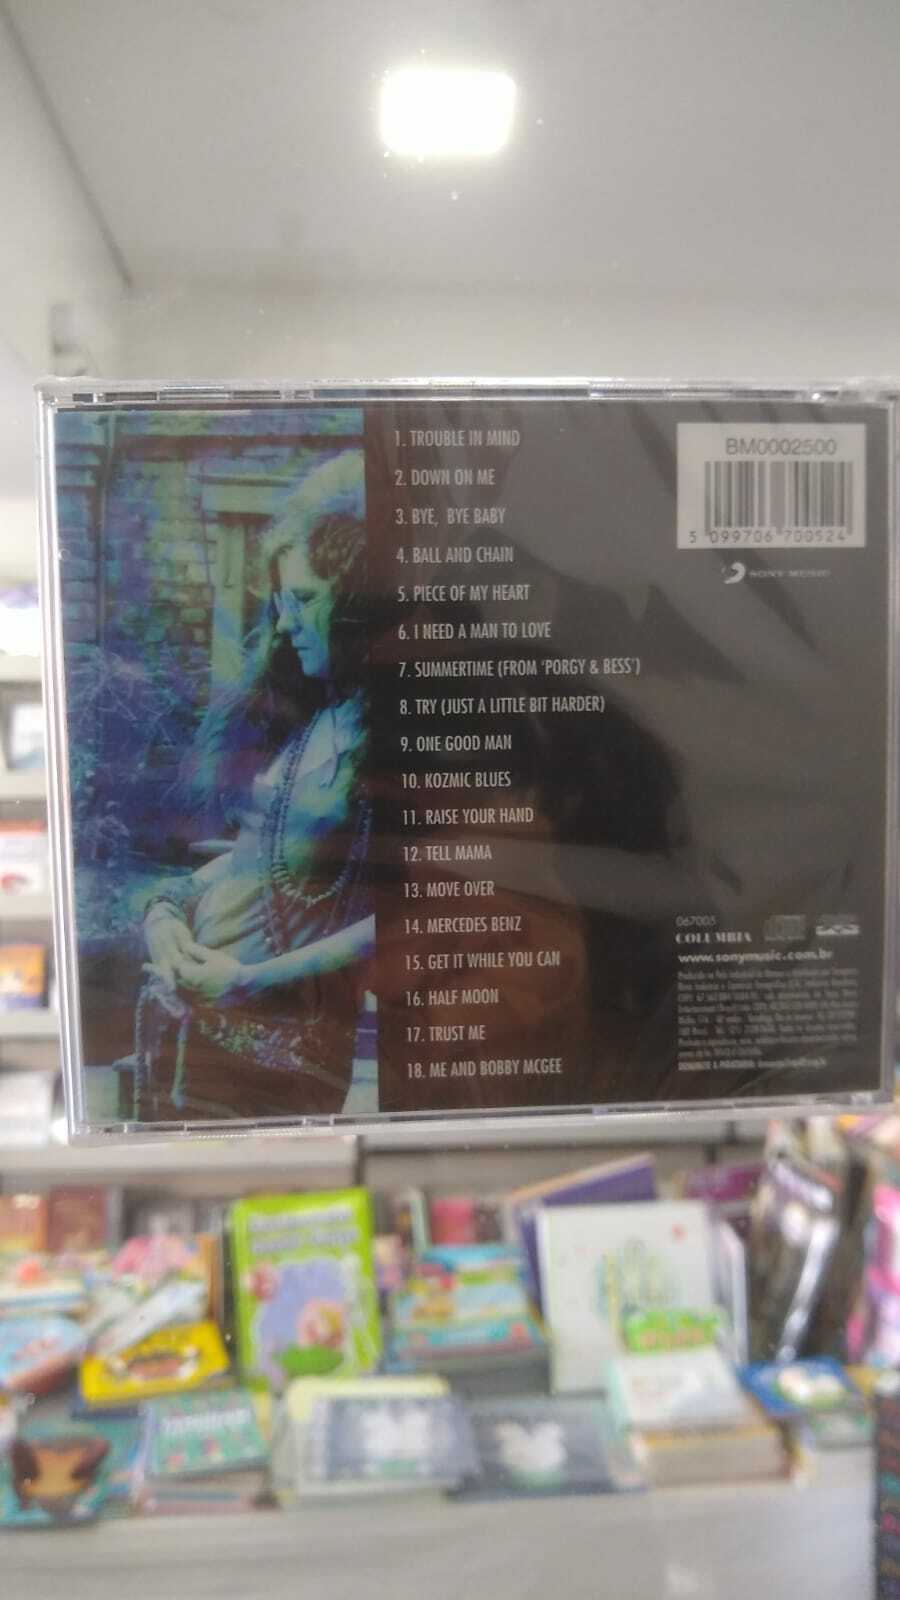 1. TROUBLE IN MIND
2. DOWN ON ME
3. BYE, BYE BABY
4. BALL AND CHAIN
5. PIECE OF MY HEART
6. I NEED A MAN TO LOVE
7. SUMMERTIME (FROM 'PORGY & BESS')
8. TRY (JUST A LITTLE BIT HARDER)
9. ONE GOOD MAN
10. KOZMIC BLUES
11. RAISE YOUR HAND
12. TELL MAMA
13. MOVE OVER
14. MERCEDES BENZ
15. GET IT WHILE YOU CAN
16. HALF MOON
17. TRUST ME
18. ME AND BOBBY MCGEE
BM0002500
5 099706 700524
SONY MUSIC
067005
COLUMBIA
www.sonymusic.com.br